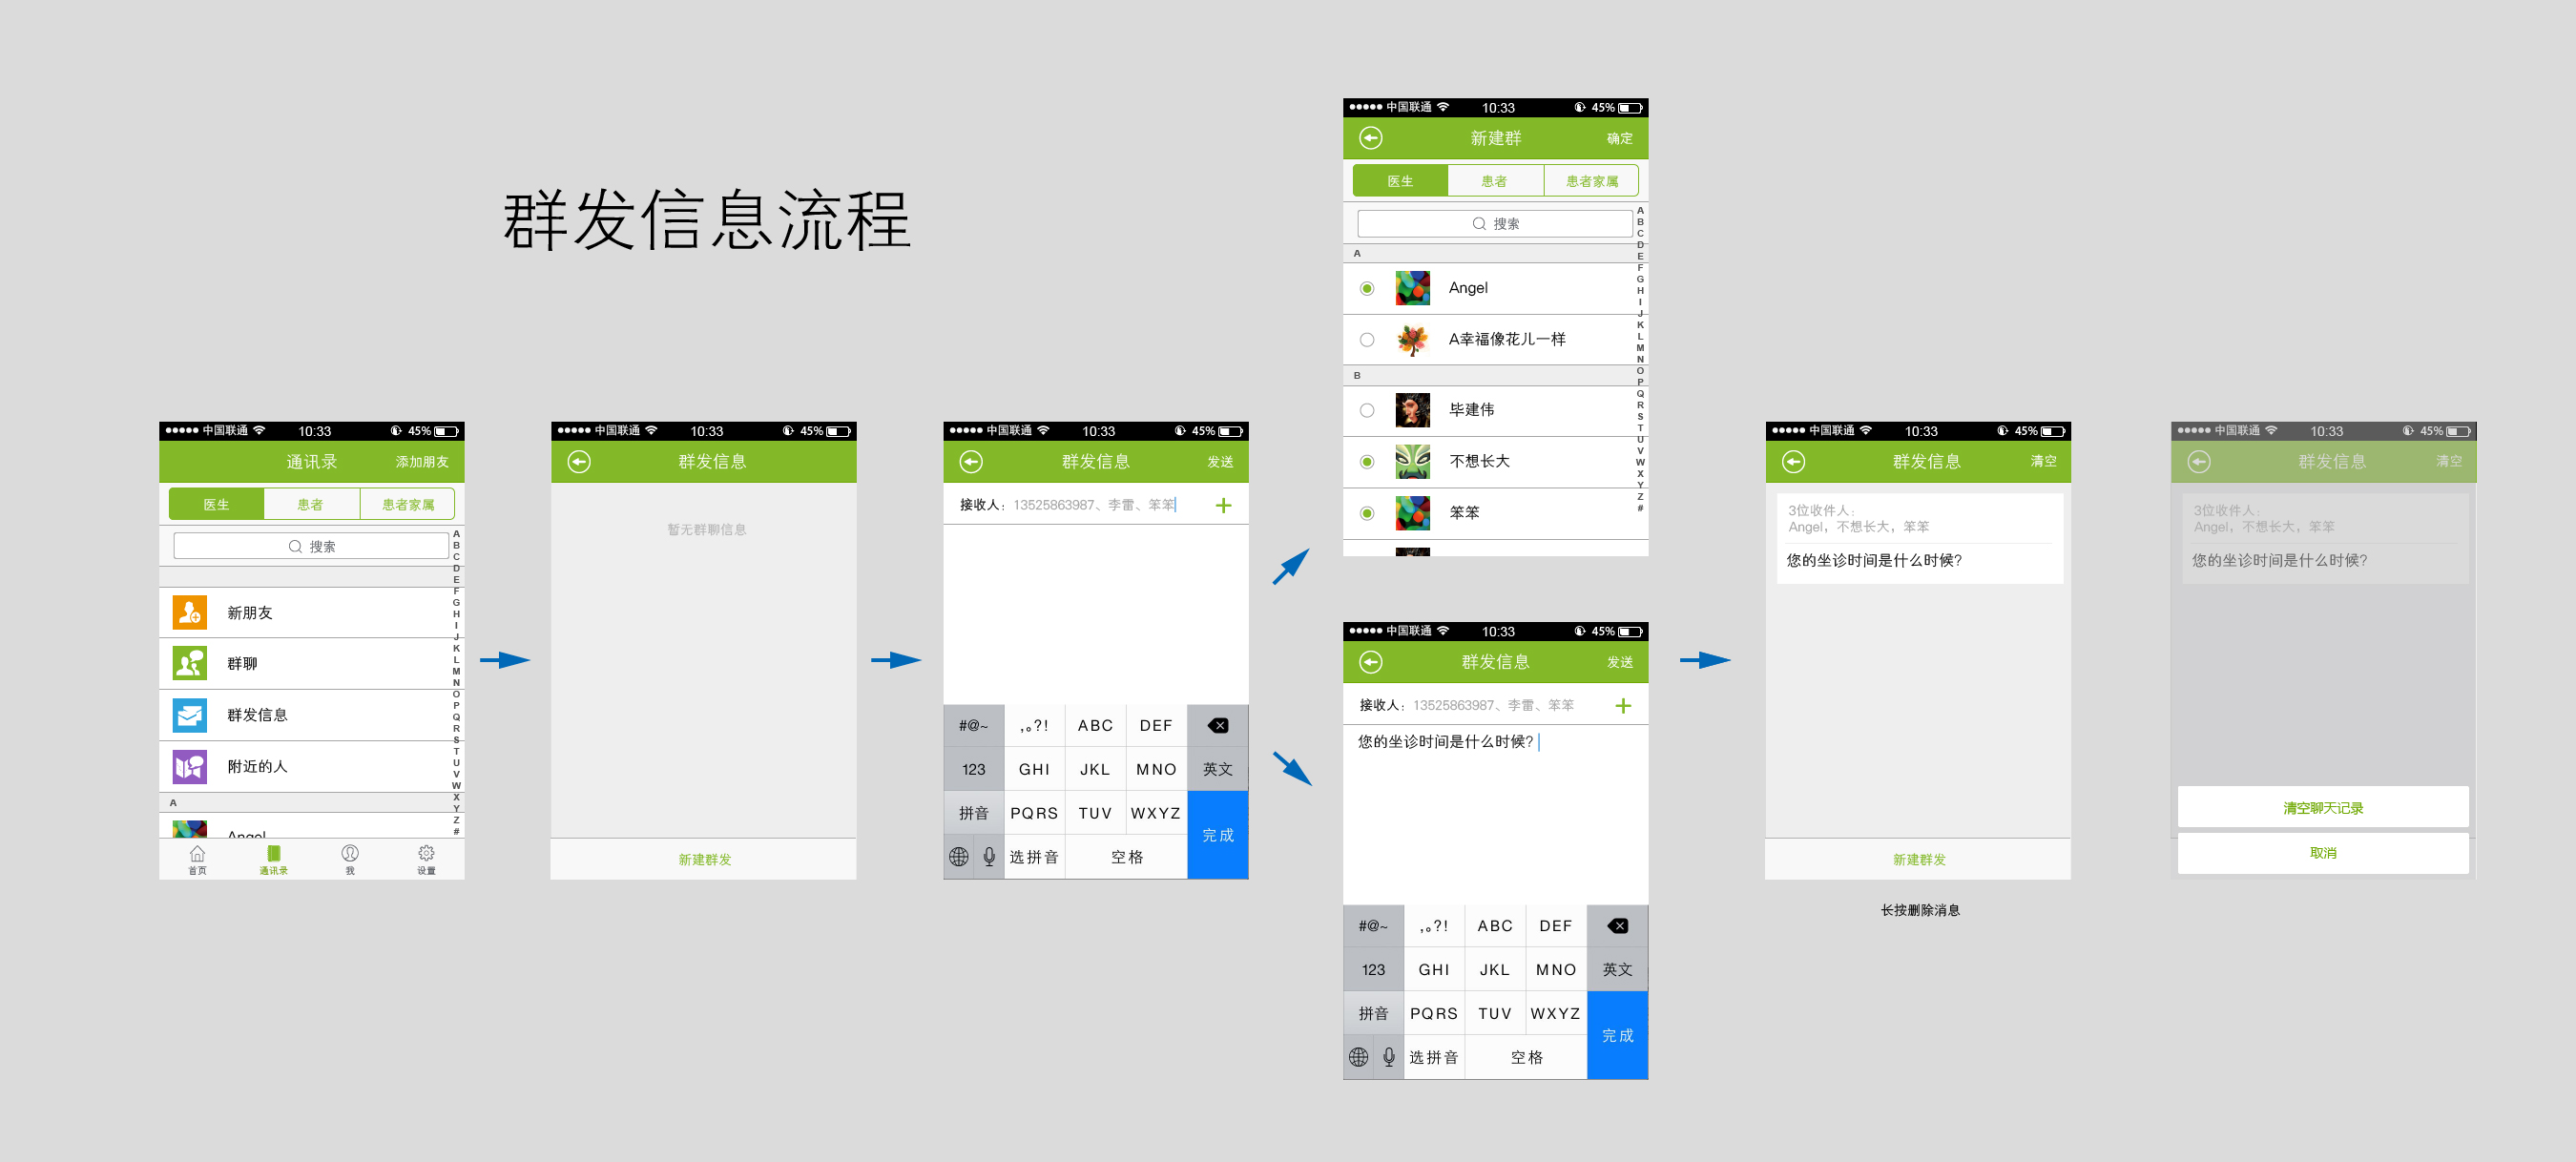 群发信息流程
中国联通 10:33 45%
通讯录 添加朋友
医生 患者 患者家属
搜索
新朋友
群聊
群发信息
附近的人
A
Angel
A
B
C
D
E
F
G
H
I
J
K
L
M
N
O
P
Q
R
S
T
U
V
W
X
Y
Z
#
首页 通讯录 我 设置
中国联通 10:33 45%
群发信息
暂无群聊信息
新建群发
中国联通 10:33 45%
群发信息 发送
接收人：13525863987、李雷、笨笨 +
#@~ ,。?! ABC DEF
123 GHI JKL MNO 英文
拼音 PQRS TUV WXYZ 完成
选拼音 空格
中国联通 10:33 45%
新建群 确定
医生 患者 患者家属
搜索
A
Angel
A幸福像花儿一样
B
毕建伟
不想长大
笨笨
A
B
C
D
E
F
G
H
I
J
K
L
M
N
O
P
Q
R
S
T
U
V
W
X
Y
Z
#
中国联通 10:33 45%
群发信息 发送
接收人：13525863987、李雷、笨笨 +
您的坐诊时间是什么时候?
#@~ ,。?! ABC DEF
123 GHI JKL MNO 英文
拼音 PQRS TUV WXYZ 完成
选拼音 空格
中国联通 10:33 45%
群发信息 清空
3位收件人：
Angel，不想长大，笨笨
您的坐诊时间是什么时候?
新建群发
长按删除消息
中国联通 10:33 45%
群发信息 清空
3位收件人：
Angel，不想长大，笨笨
您的坐诊时间是什么时候?
清空聊天记录
取消